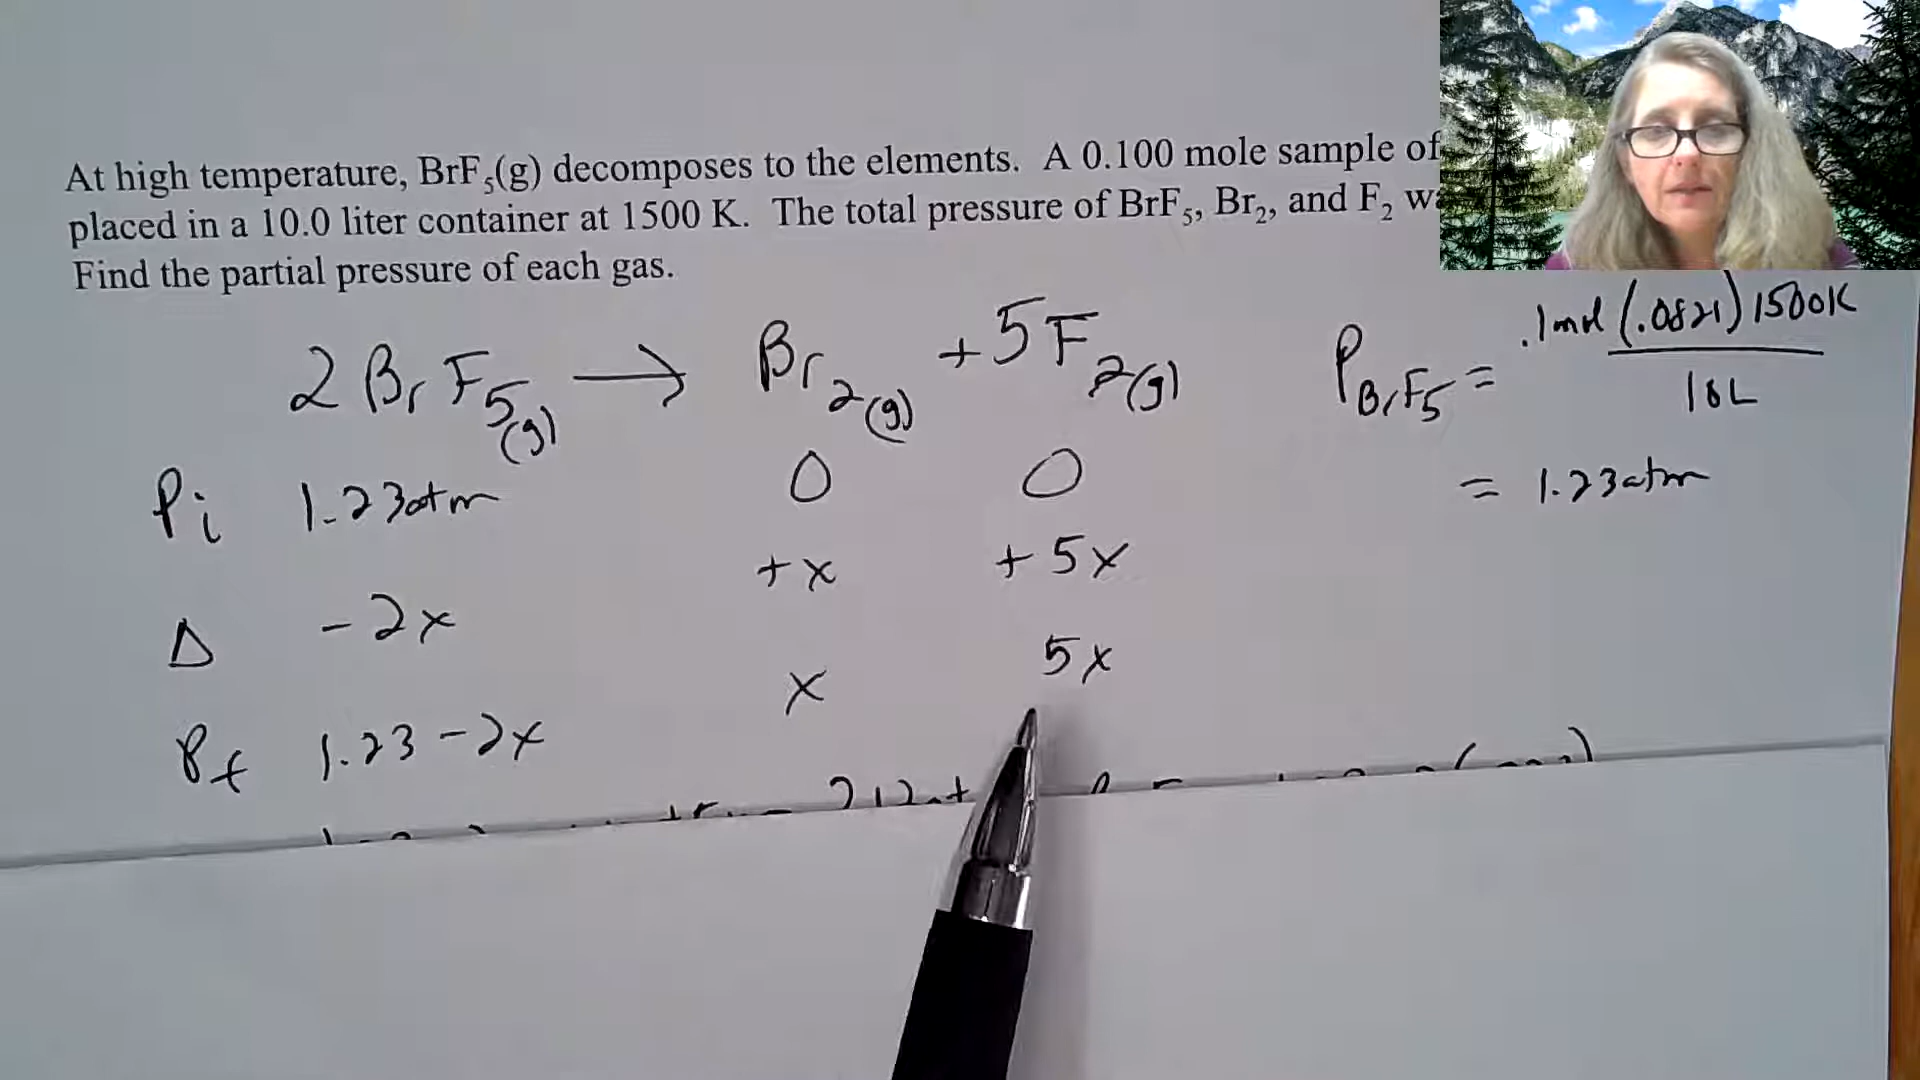 At high temperature, BrF5(g) decomposes to the elements. A 0.100 mole sample of
placed in a 10.0 liter container at 1500 K. The total pressure of BrF5, Br2, and F2
Find the partial pressure of each gas.
2 BrF5(g) → Br2(g) + 5F2(g)
PBrF5 = .1mol (.0821) 1500K / 10L
Pi 1.23atm 0 0
= 1.23atm
Δ -2x +x +5x
Pf 1.23-2x x 5x